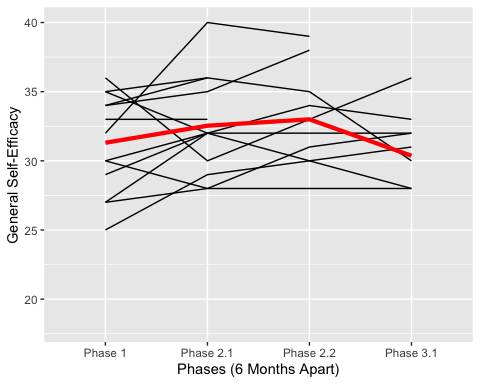 40
35
30
25
20
General Self-Efficacy
Phase 1 Phase 2.1 Phase 2.2 Phase 3.1
Phases (6 Months Apart)